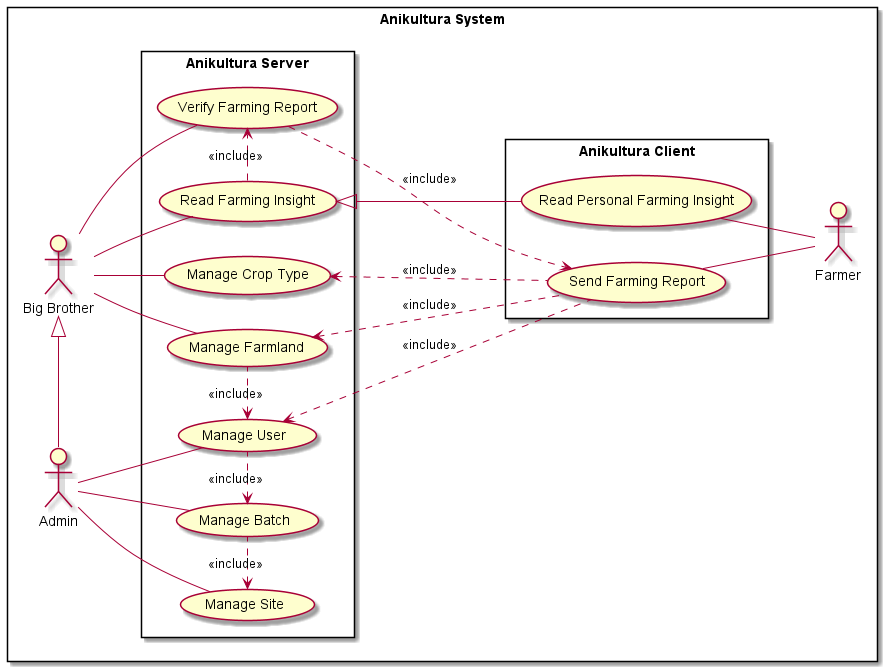 Anikultura System
Anikultura Server
Verify Farming Report
«include»
Read Farming Insight
Manage Crop Type
Manage Farmland
«include»
Manage User
«include»
Manage Batch
«include»
Manage Site
Big Brother
Admin
«include»
«include»
«include»
«include»
Anikultura Client
Read Personal Farming Insight
Send Farming Report
Farmer